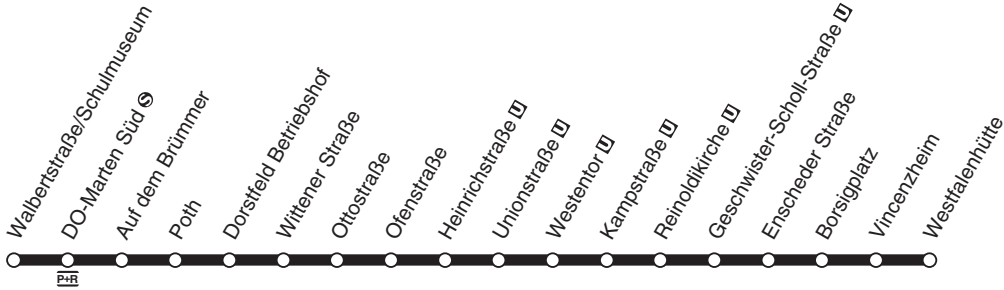 Walbertstraße/Schulmuseum
DO-Marten Süd S
Auf dem Brümmer
Poth
Dorstfeld Betriebshof
Wittener Straße
Ottostraße
Ofenstraße
Heinrichstraße U
Unionstraße U
Westentor U
Kampstraße U
Reinoldikirche U
Geschwister-Scholl-Straße U
Enscheder Straße
Borsigplatz
Vincenzheim
Westfalenhütte
P+R